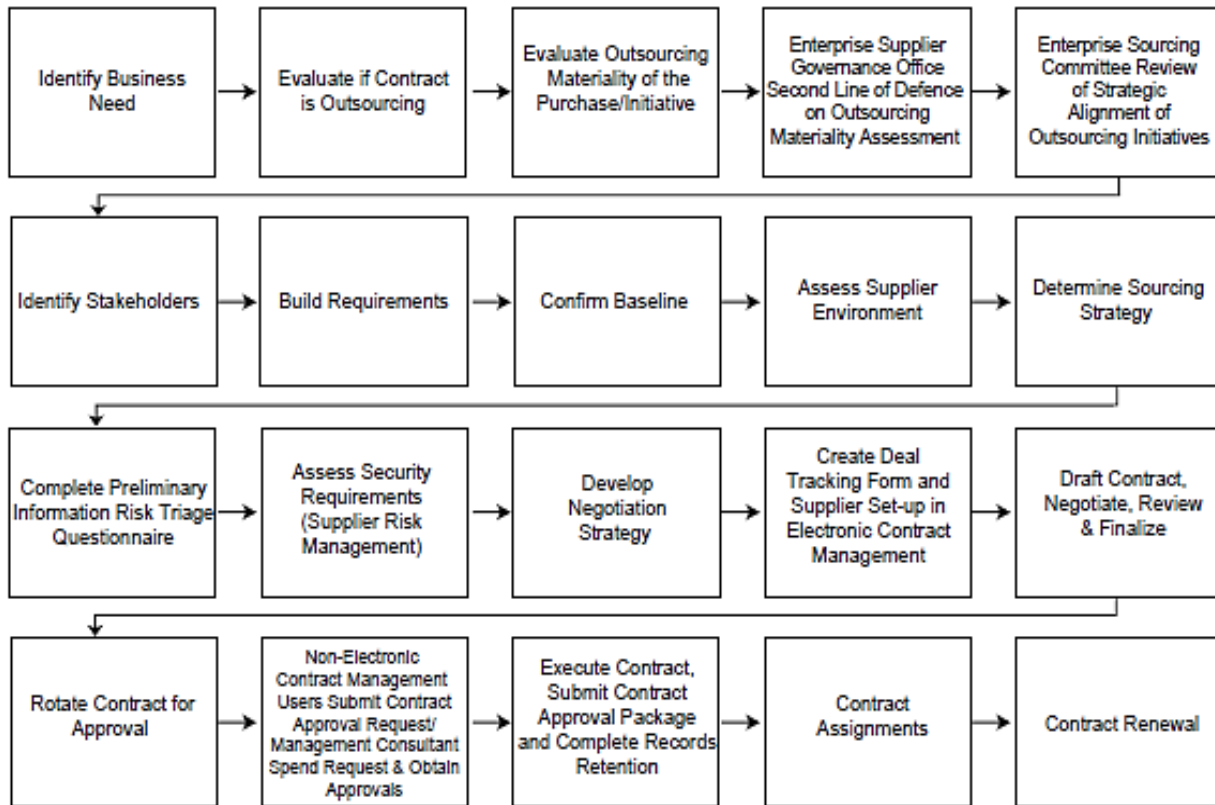 Identify Business
Need
Evaluate if Contract
is Outsourcing
Evaluate Outsourcing
Materiality of the
Purchase/Initiative
Enterprise Supplier
Governance Office
Second Line of Defence
on Outsourcing
Materiality Assessment
Enterprise Sourcing
Committee Review
of Strategic
Alignment of
Outsourcing Initiatives
Identify Stakeholders
Build Requirements
Confirm Baseline
Assess Supplier
Environment
Determine Sourcing
Strategy
Complete Preliminary
Information Risk Triage
Questionnaire
Assess Security
Requirements
(Supplier Risk
Management)
Develop
Negotiation
Strategy
Create Deal
Tracking Form and
Supplier Set-up in
Electronic Contract
Management
Draft Contract,
Negotiate, Review
& Finalize
Rotate Contract for
Approval
Non-Electronic
Contract Management
Users Submit Contract
Approval Request/
Management Consultant
Spend Request & Obtain
Approvals
Execute Contract,
Submit Contract
Approval Package
and Complete Records
Retention
Contract
Assignments
Contract Renewal